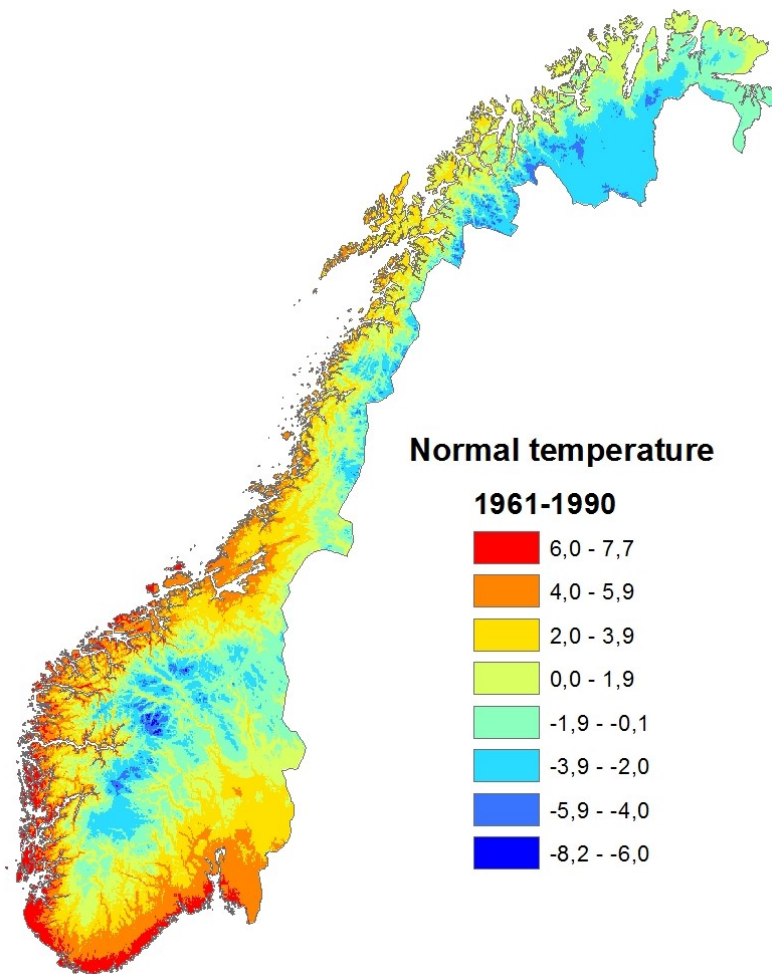 Normal temperature
1961-1990
6,0 - 7,7
4,0 - 5,9
2,0 - 3,9
0,0 - 1,9
-1,9 - -0,1
-3,9 - -2,0
-5,9 - -4,0
-8,2 - -6,0